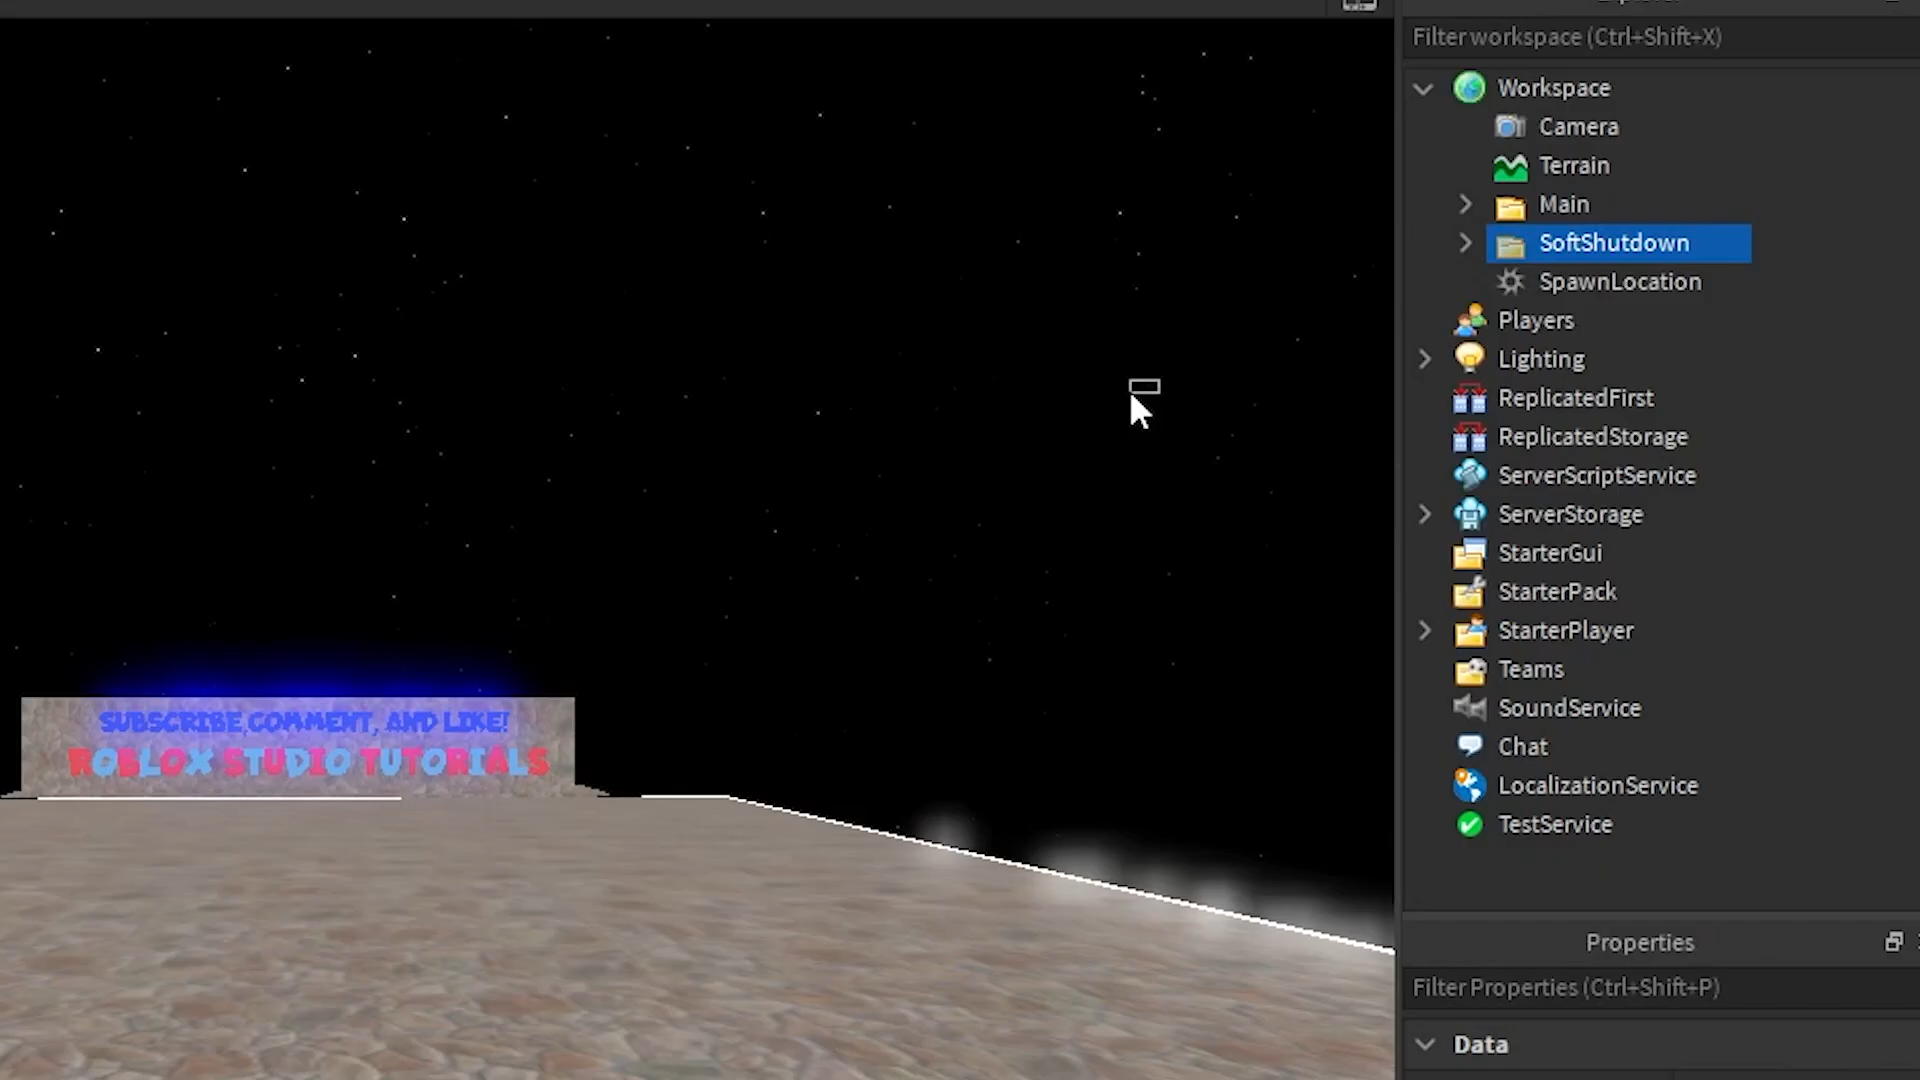 Filter workspace (Ctrl+Shift+X)
Workspace
Camera
Terrain
Main
SoftShutdown
SpawnLocation
Players
Lighting
ReplicatedFirst
ReplicatedStorage
ServerScriptService
ServerStorage
StarterGui
StarterPack
StarterPlayer
Teams
SoundService
Chat
LocalizationService
TestService
SUBSCRIBE,COMMENT, AND LIKE!
ROBLOX STUDIO TUTORIALS
Properties
Filter Properties (Ctrl+Shift+P)
Data